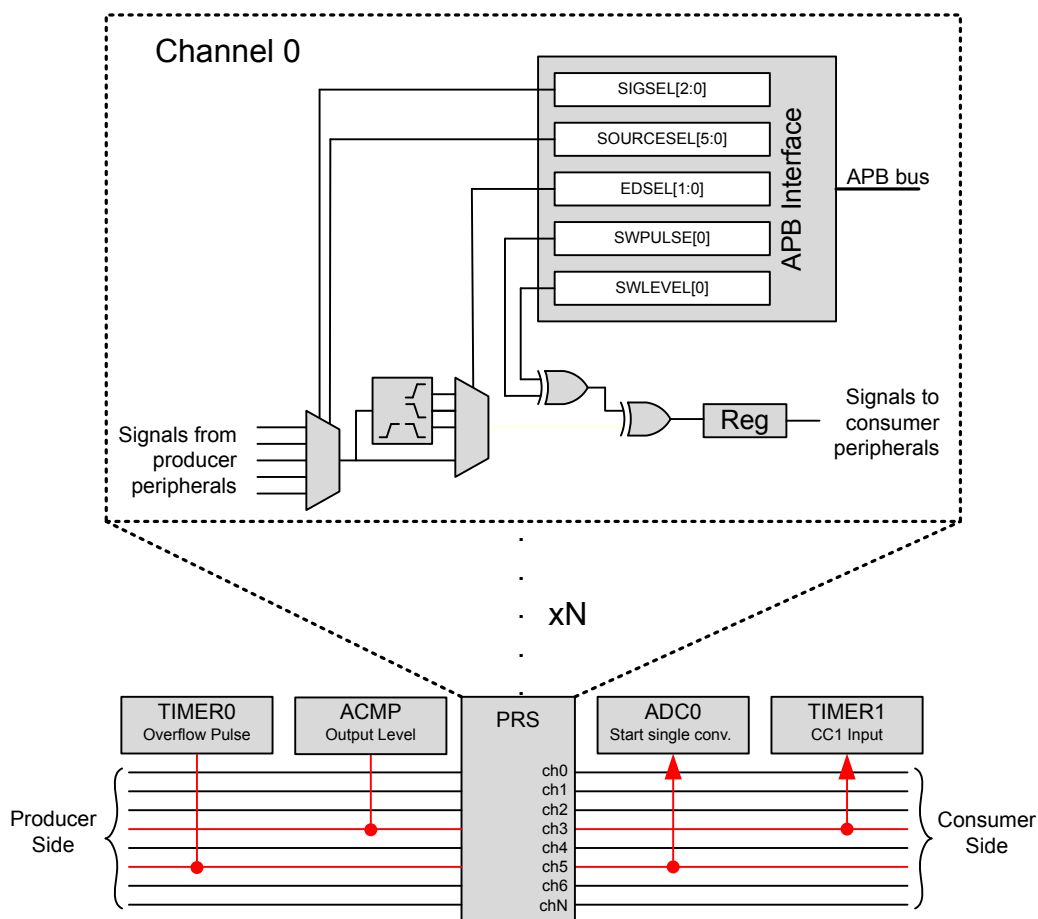 Channel 0
SIGSEL[2:0]
SOURCESEL[5:0]
EDSEL[1:0]
SWPULSE[0]
SWLEVEL[0]
APB Interface
APB bus
Signals from
producer
peripherals
Reg
Signals to
consumer
peripherals
xN
TIMER0
Overflow Pulse
ACMP
Output Level
PRS
ADC0
Start single conv.
TIMER1
CC1 Input
Producer
Side
ch0
ch1
ch2
ch3
ch4
ch5
ch6
chN
Consumer
Side